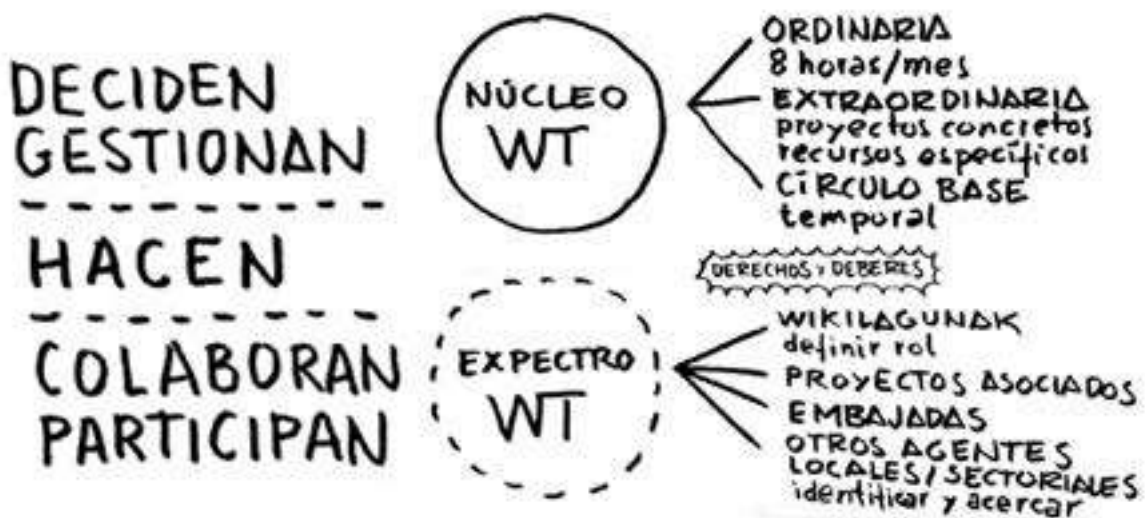 DECIDEN
GESTIONAN
HACEN
COLABORAN
PARTICIPAN
NÚCLEO
WT
ORDINARIA
8 horas/mes
EXTRAORDINARIA
proyectos concretos
recursos específicos
CÍRCULO BASE
temporal
DERECHOS Y DEBERES
EXPECTRO
WT
WIKILAGUNAK
definir rol
PROYECTOS ASOCIADOS
EMBAJADAS
OTROS AGENTES
LOCALES/SECTORIALES
identificar y acercar